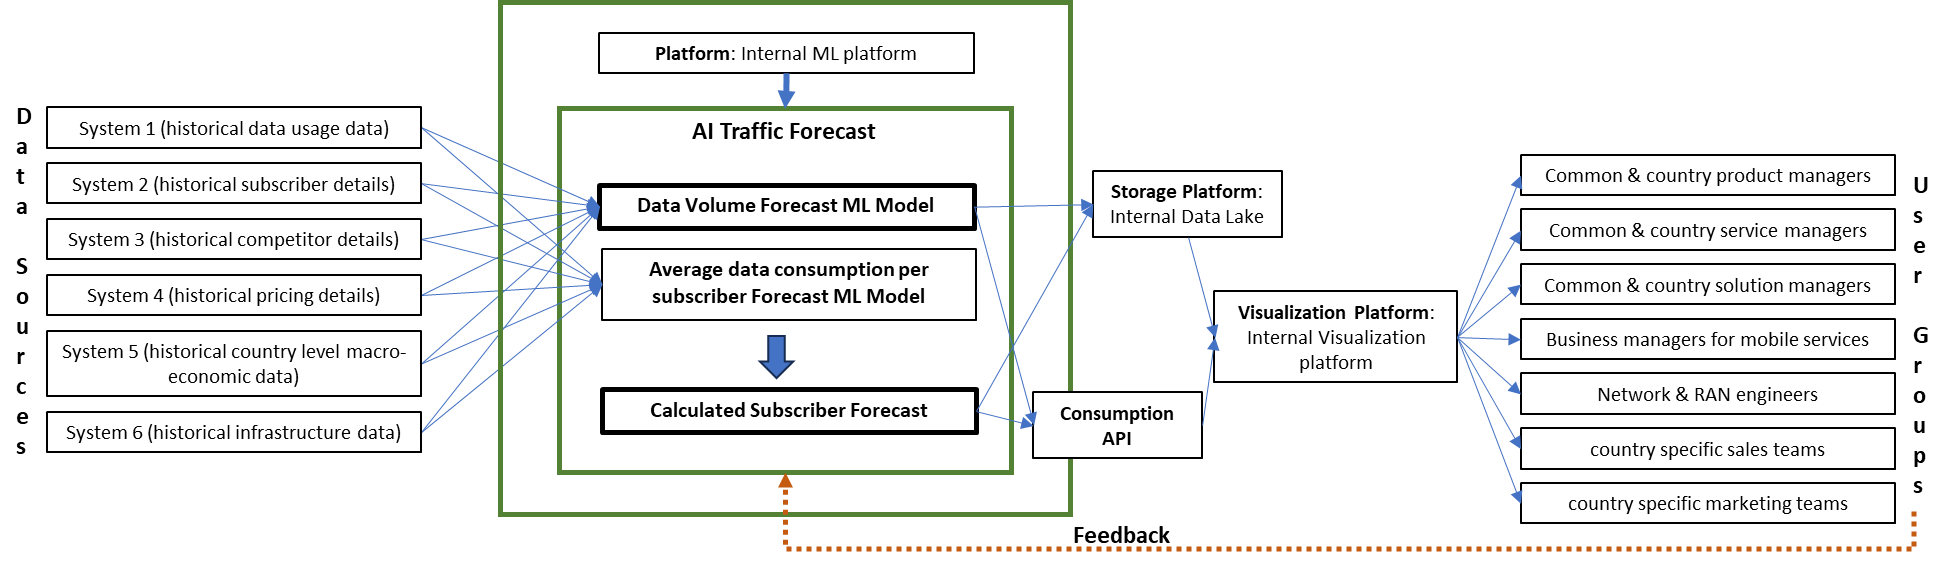 Data Sources
System 1 (historical data usage data)
System 2 (historical subscriber details)
System 3 (historical competitor details)
System 4 (historical pricing details)
System 5 (historical country level macro-
economic data)
System 6 (historical infrastructure data)
Platform: Internal ML platform
AI Traffic Forecast
Data Volume Forecast ML Model
Average data consumption per
subscriber Forecast ML Model
Calculated Subscriber Forecast
Storage Platform:
Internal Data Lake
Consumption
API
Visualization Platform:
Internal Visualization
platform
Common & country product managers
Common & country service managers
Common & country solution managers
Business managers for mobile services
Network & RAN engineers
country specific sales teams
country specific marketing teams
User Groups
Feedback